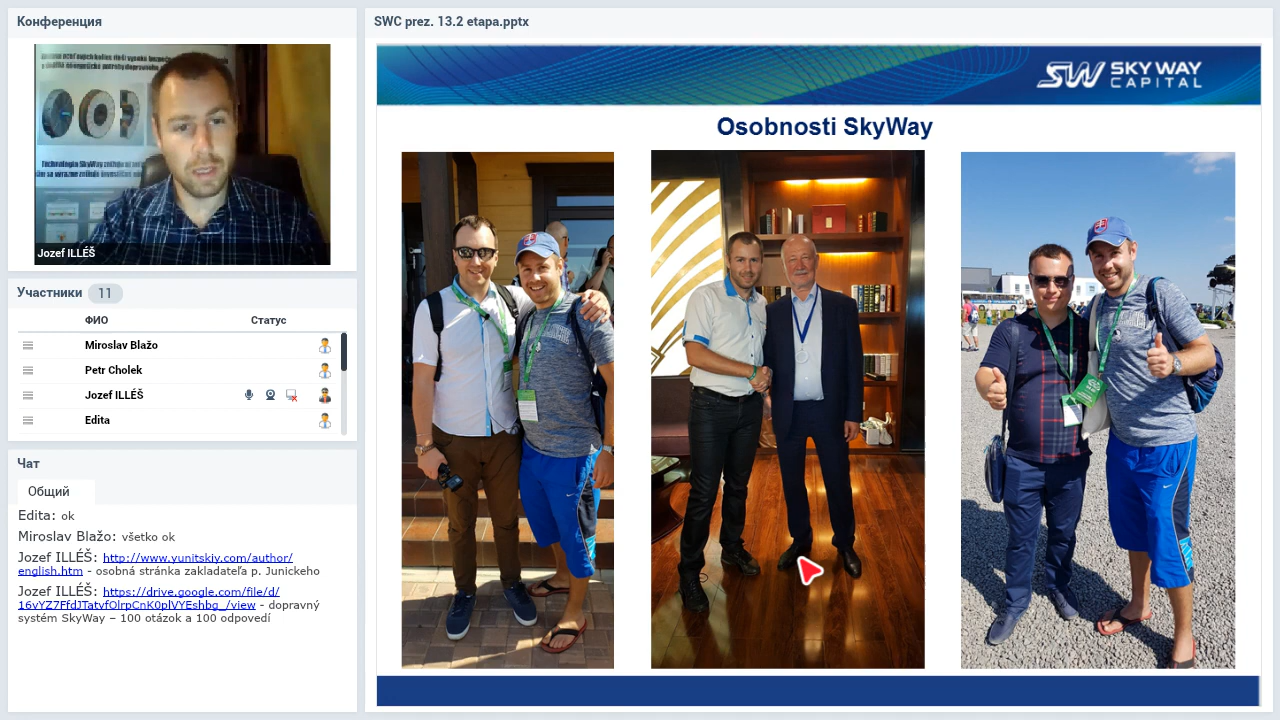 Конференция
Jozef ILLÉŠ
Участники 11
ФИО Статус
Miroslav Blažo
Petr Cholek
Jozef ILLÉŠ
Edita
Чат
Общий
Edita: ok
Miroslav Blažo: všetko ok
Jozef ILLÉŠ: http://www.yunitskiy.com/author/
english.htm - osobná stránka zakladateľa p. Junickeho
Jozef ILLÉŠ: https://drive.google.com/file/d/
16vYZ7FfdJTatvfOlrpCnK0plVYEshbg_/view - dopravný
systém SkyWay – 100 otázok a 100 odpovedí
SWC prez. 13.2 etapa.pptx
SW SKY WAY
CAPITAL
Osobnosti SkyWay